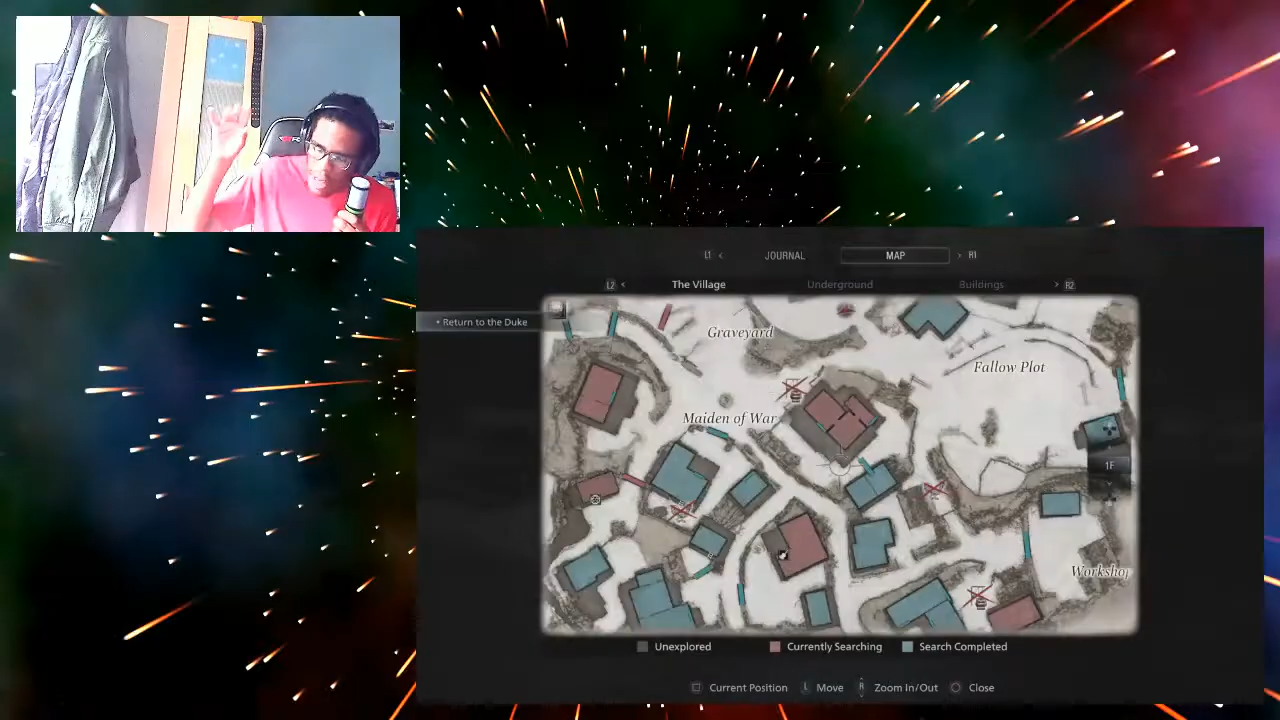 L1 JOURNAL MAP R1
L2 The Village Underground Buildings R2
• Return to the Duke
Graveyard
Fallow Plot
Maiden of War
1F
Workshop
Unexplored Currently Searching Search Completed
Current Position L Move R Zoom In/Out Close